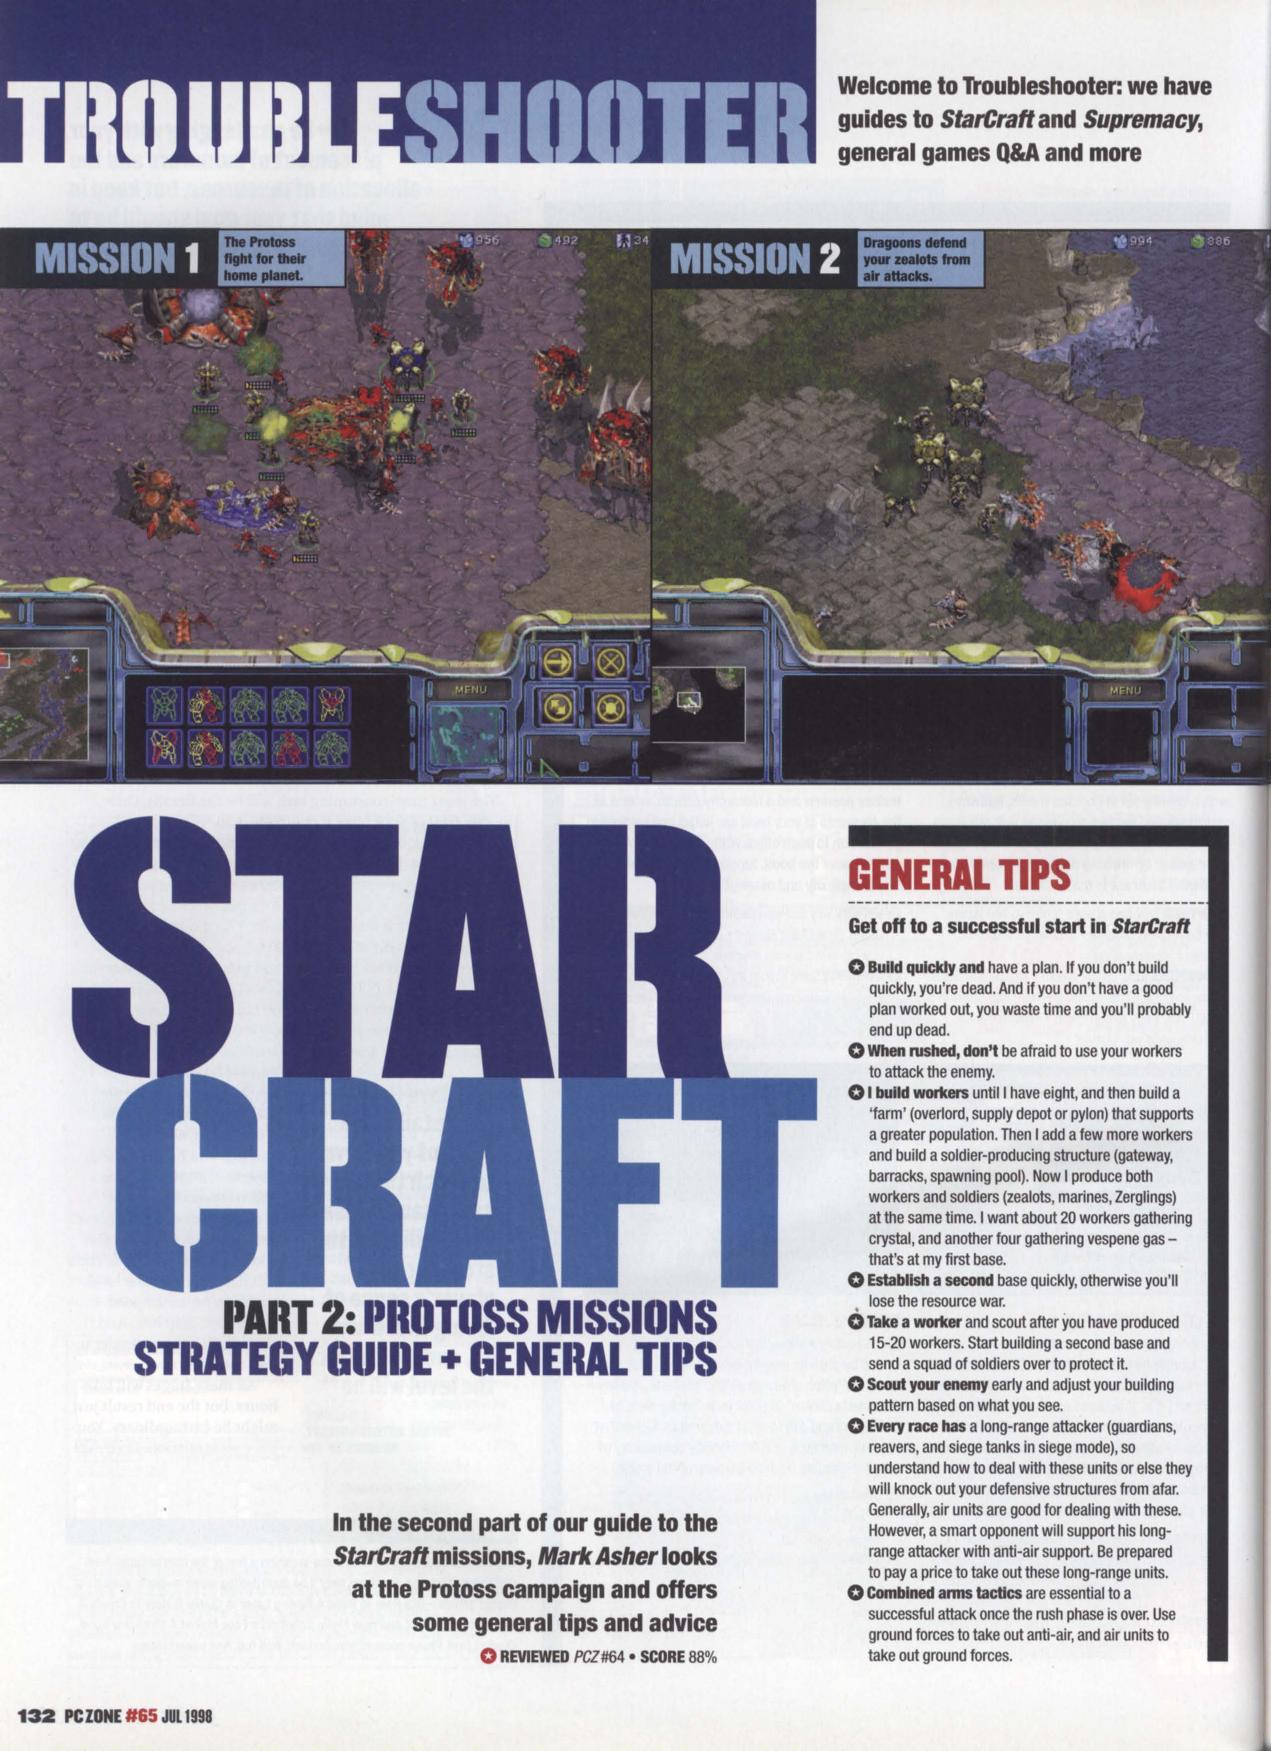 TROUBLESHOOTER
Welcome to Troubleshooter: we have
guides to StarCraft and Supremacy,
general games Q&A and more
MISSION 1
The Protoss
fight for their
home planet.
956
492
34
MENU
MISSION 2
Dragoons defend
your zealots from
air attacks.
994
886
MENU
STAR
CRAFT
PART 2: PROTOSS MISSIONS
STRATEGY GUIDE + GENERAL TIPS
In the second part of our guide to the
StarCraft missions, Mark Asher looks
at the Protoss campaign and offers
some general tips and advice
REVIEWED PCZ #64 • SCORE 88%
GENERAL TIPS
Get off to a successful start in StarCraft
Build quickly and have a plan. If you don't build
quickly, you're dead. And if you don't have a good
plan worked out, you waste time and you'll probably
end up dead.
When rushed, don't be afraid to use your workers
to attack the enemy.
I build workers until I have eight, and then build a
'farm' (overlord, supply depot or pylon) that supports
a greater population. Then I add a few more workers
and build a soldier-producing structure (gateway,
barracks, spawning pool). Now I produce both
workers and soldiers (zealots, marines, Zerglings)
at the same time. I want about 20 workers gathering
crystal, and another four gathering vespene gas –
that's at my first base.
Establish a second base quickly, otherwise you'll
lose the resource war.
Take a worker and scout after you have produced
15-20 workers. Start building a second base and
send a squad of soldiers over to protect it.
Scout your enemy early and adjust your building
pattern based on what you see.
Every race has a long-range attacker (guardians,
reavers, and siege tanks in siege mode), so
understand how to deal with these units or else they
will knock out your defensive structures from afar.
Generally, air units are good for dealing with these.
However, a smart opponent will support his long-
range attacker with anti-air support. Be prepared
to pay a price to take out these long-range units.
Combined arms tactics are essential to a
successful attack once the rush phase is over. Use
ground forces to take out anti-air, and air units to
take out ground forces.
132 PC ZONE #65 JUL 1998